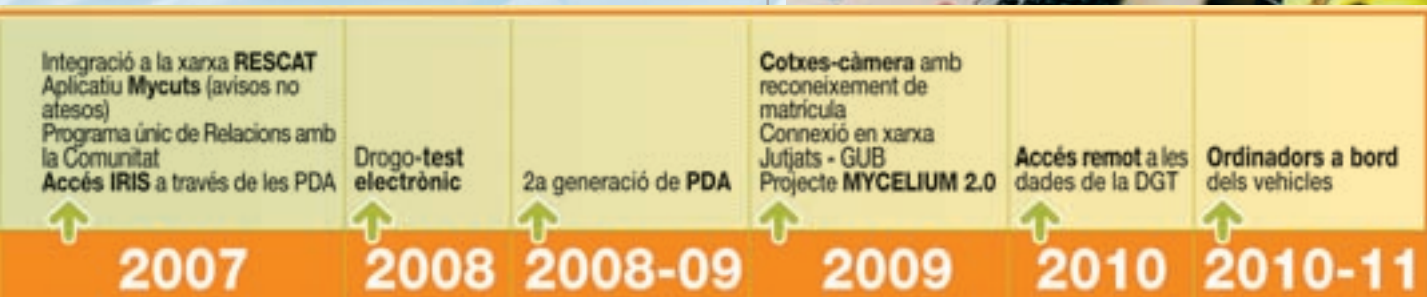 Integració a la xarxa RESCAT
Aplicatiu Mycuts (avisos no
atesos)
Programa únic de Relacions amb
la Comunitat
Accés IRIS a través de les PDA
2007
Drogo-test
electrònic
2008
2a generació de PDA
2008-09
Cotxes-càmera amb
reconeixement de
matrícula
Connexió en xarxa
Jutjats - GUB
Projecte MYCELIUM 2.0
2009
Accés remot a les
dades de la DGT
2010
Ordinadors a bord
dels vehicles
2010-11